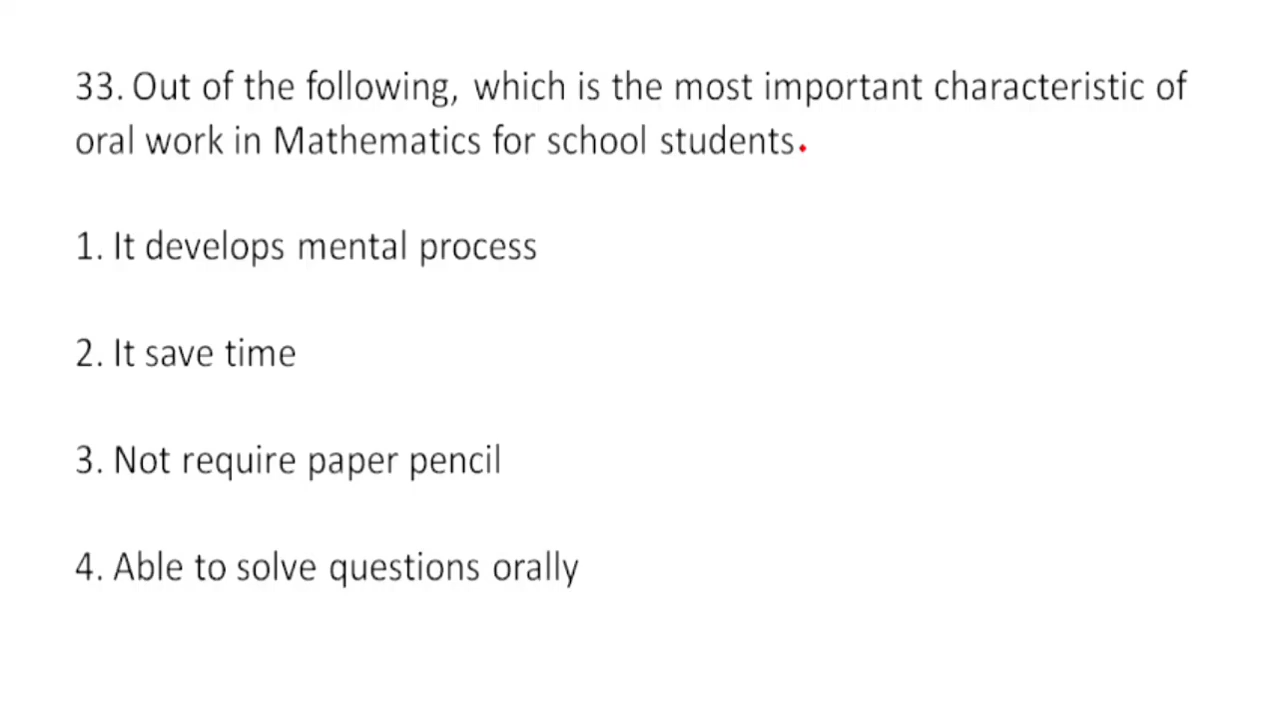 33. Out of the following, which is the most important characteristic of
oral work in Mathematics for school students.
1. It develops mental process
2. It save time
3. Not require paper pencil
4. Able to solve questions orally